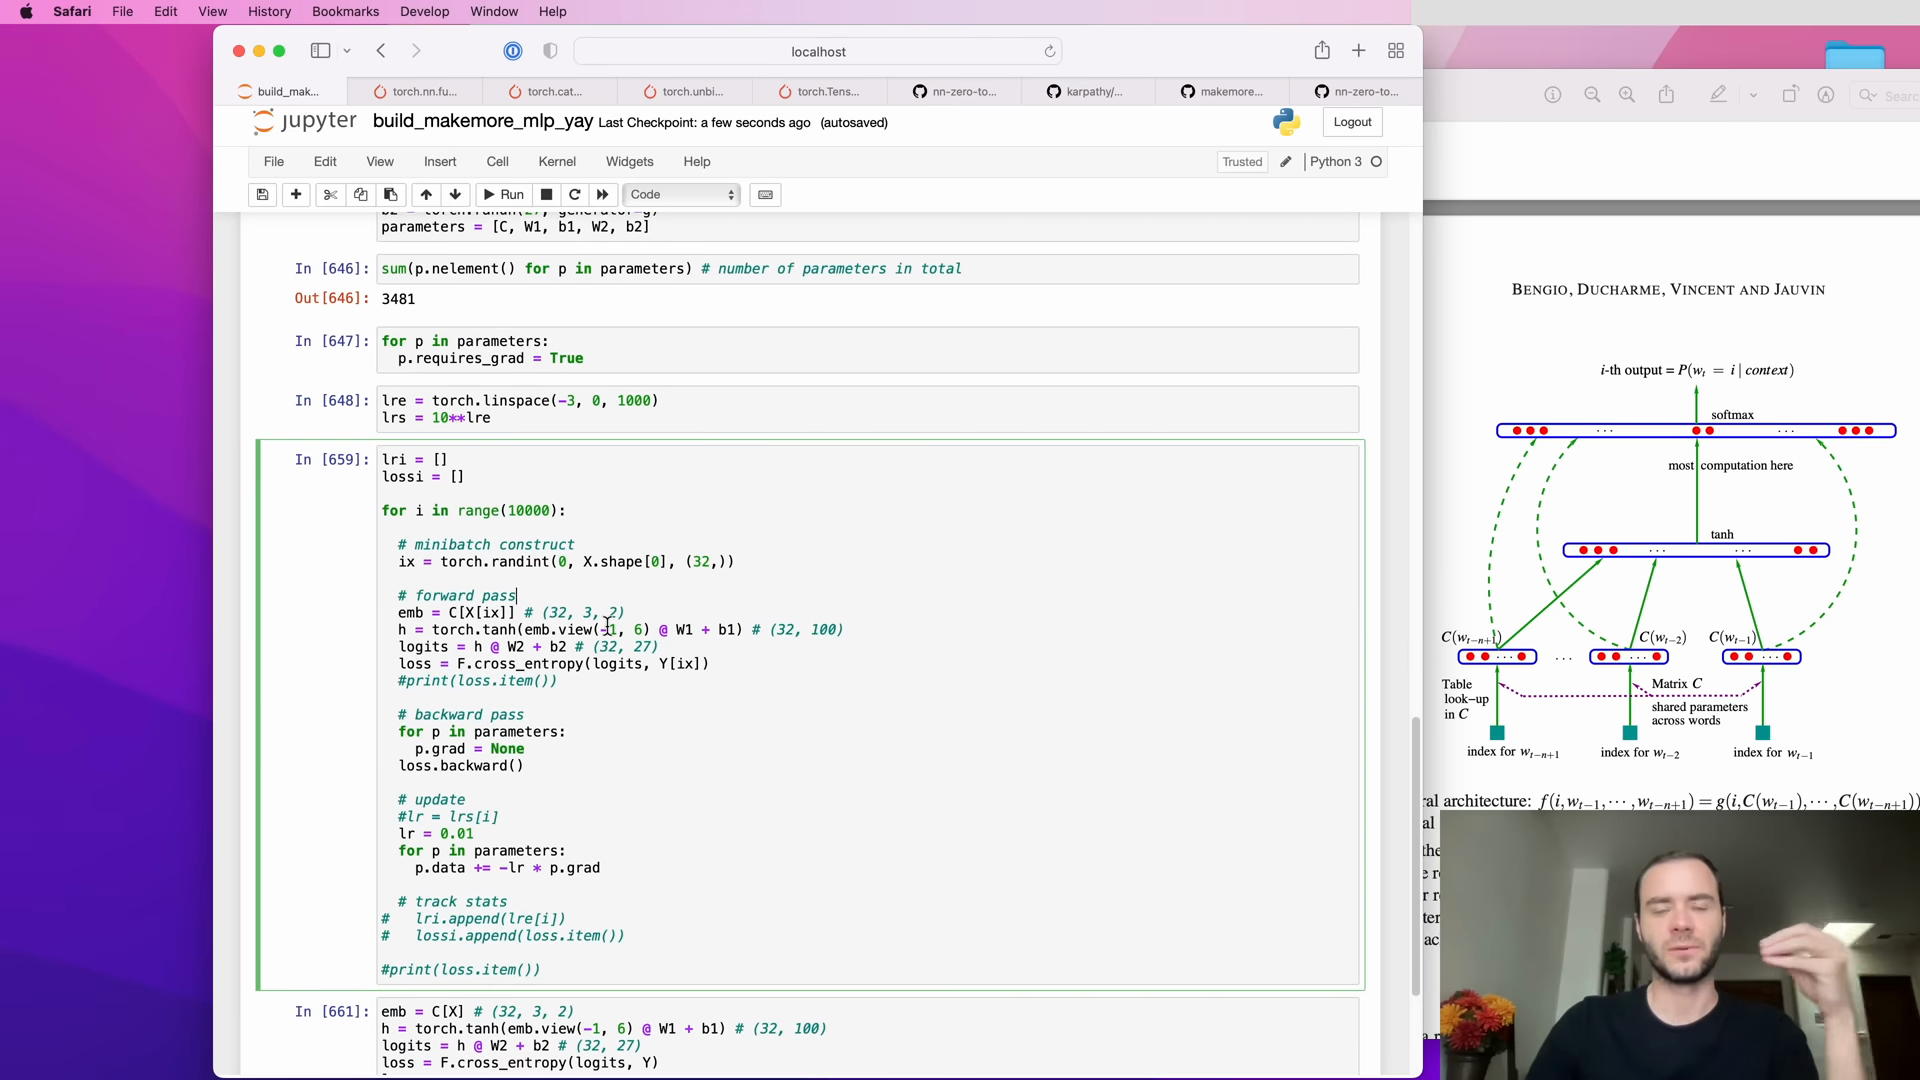 Safari File Edit View History Bookmarks Develop Window Help
localhost
build_mak... torch.nn.fu... torch.cat... torch.unbi... torch.Tens... nn-zero-to... karpathy/... makemore... nn-zero-to...
jupyter build_makemore_mlp_yay Last Checkpoint: a few seconds ago (autosaved)
Logout
File Edit View Insert Cell Kernel Widgets Help
Trusted Python 3
Run Code
b2 = torch.randn(27, generator=g)
parameters = [C, W1, b1, W2, b2]
In [646]: sum(p.nelement() for p in parameters) # number of parameters in total
Out[646]: 3481
In [647]: for p in parameters:
p.requires_grad = True
In [648]: lre = torch.linspace(-3, 0, 1000)
lrs = 10**lre
In [659]: lri = []
lossi = []
for i in range(10000):
# minibatch construct
ix = torch.randint(0, X.shape[0], (32,))
# forward pass
emb = C[X[ix]] # (32, 3, 2)
h = torch.tanh(emb.view(-1, 6) @ W1 + b1) # (32, 100)
logits = h @ W2 + b2 # (32, 27)
loss = F.cross_entropy(logits, Y[ix])
#print(loss.item())
# backward pass
for p in parameters:
p.grad = None
loss.backward()
# update
#lr = lrs[i]
lr = 0.01
for p in parameters:
p.data += -lr * p.grad
# track stats
# lri.append(lre[i])
# lossi.append(loss.item())
#print(loss.item())
In [661]: emb = C[X] # (32, 3, 2)
h = torch.tanh(emb.view(-1, 6) @ W1 + b1) # (32, 100)
logits = h @ W2 + b2 # (32, 27)
loss = F.cross_entropy(logits, Y)
Search
BENGIO, DUCHARME, VINCENT AND JAUVIN
i-th output = P(w_t = i | context)
softmax
... ... ...
most computation here
tanh
... ...
C(w_{t−n+1}) C(w_{t−2}) C(w_{t−1})
... ... ... ...
Table look−up in C
Matrix C
shared parameters across words
index for w_{t−n+1} index for w_{t−2} index for w_{t−1}
ral architecture: f(i,w_{t−1},⋯,w_{t−n+1}) = g(i,C(w_{t−1}),⋯,C(w_{t−n+1}))
al
the